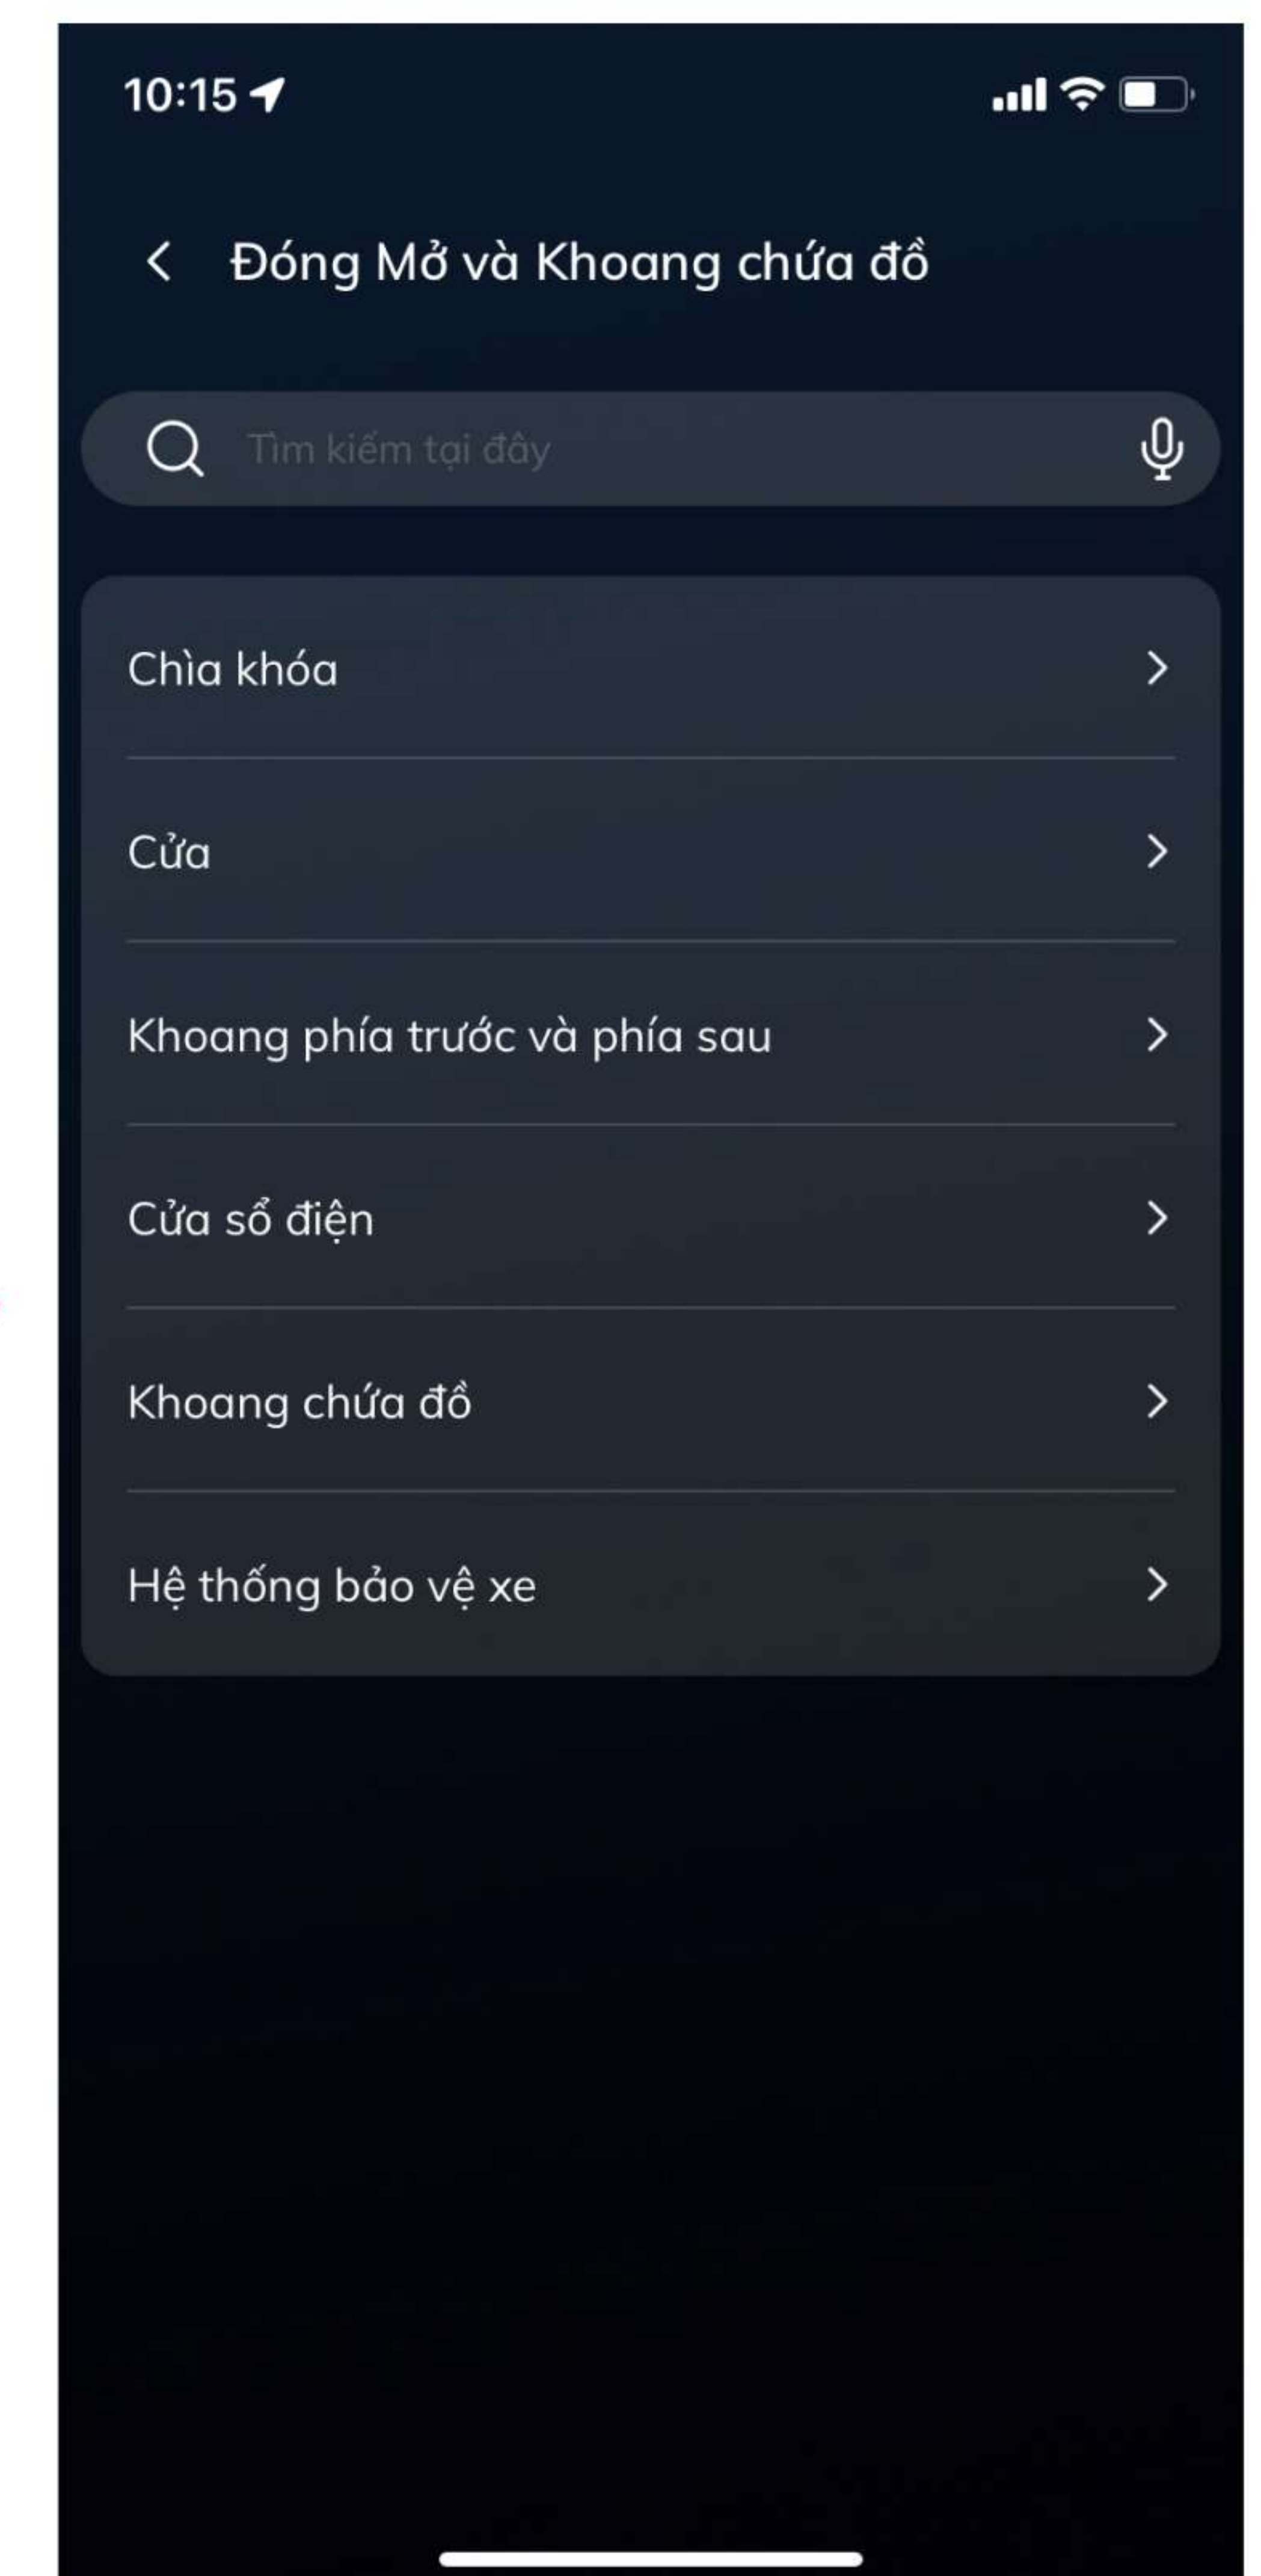 10:15
Đóng Mở và Khoang chứa đồ
Tìm kiếm tại đây
Chìa khóa
Cửa
Khoang phía trước và phía sau
Cửa sổ điện
Khoang chứa đồ
Hệ thống bảo vệ xe